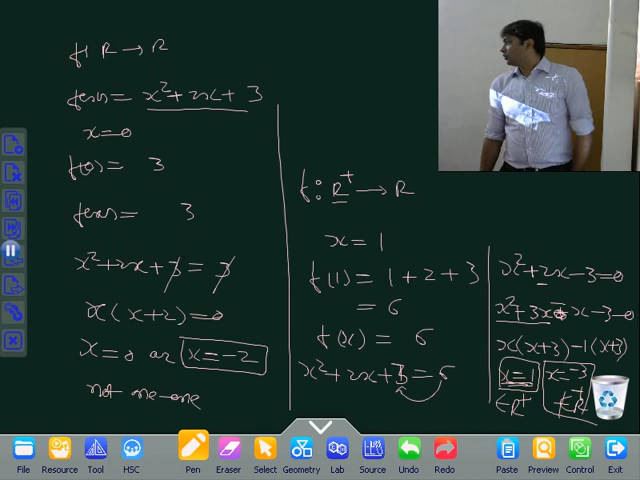 f: R → R
f(x) = x² + 2x + 3
x = 0
f(0) = 3
f(x) = 3
x² + 2x + 3 = 3
x(x+2) = 0
x = 0 or x = -2
not one-one
f: R⁺ → R
x = 1
f(1) = 1 + 2 + 3
= 6
f(x) = 6
x² + 2x + 3 = 6
x² + 2x - 3 = 0
x² + 3x - x - 3 = 0
x(x+3) - 1(x+3)
x = 1 x = -3
∈ R⁺
File Resource Tool HSC Pen Eraser Select Geometry Lab Source Undo Redo Paste Preview Control Exit